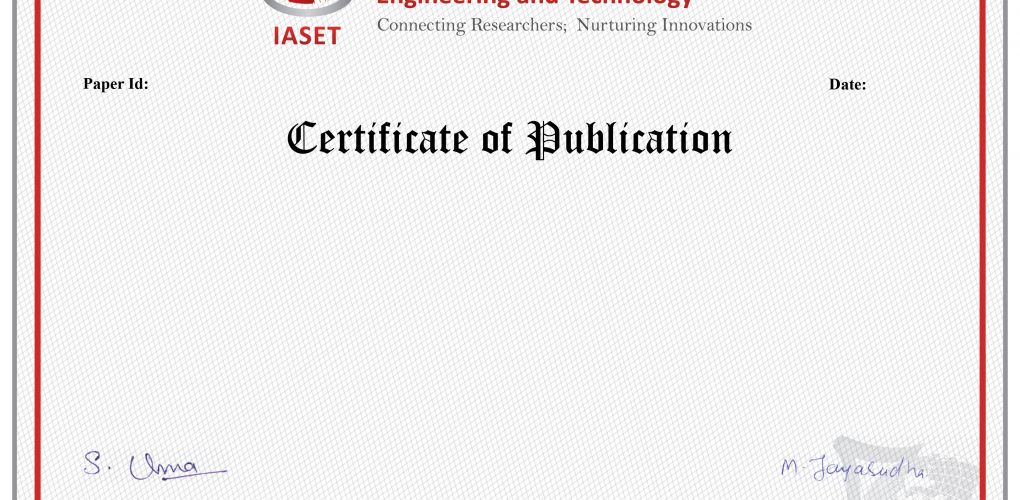 Engineering and Technology
IASET
Connecting Researchers; Nurturing Innovations
Paper Id:
Date:
Certificate of Publication
S. Uma
M. Jayasudha